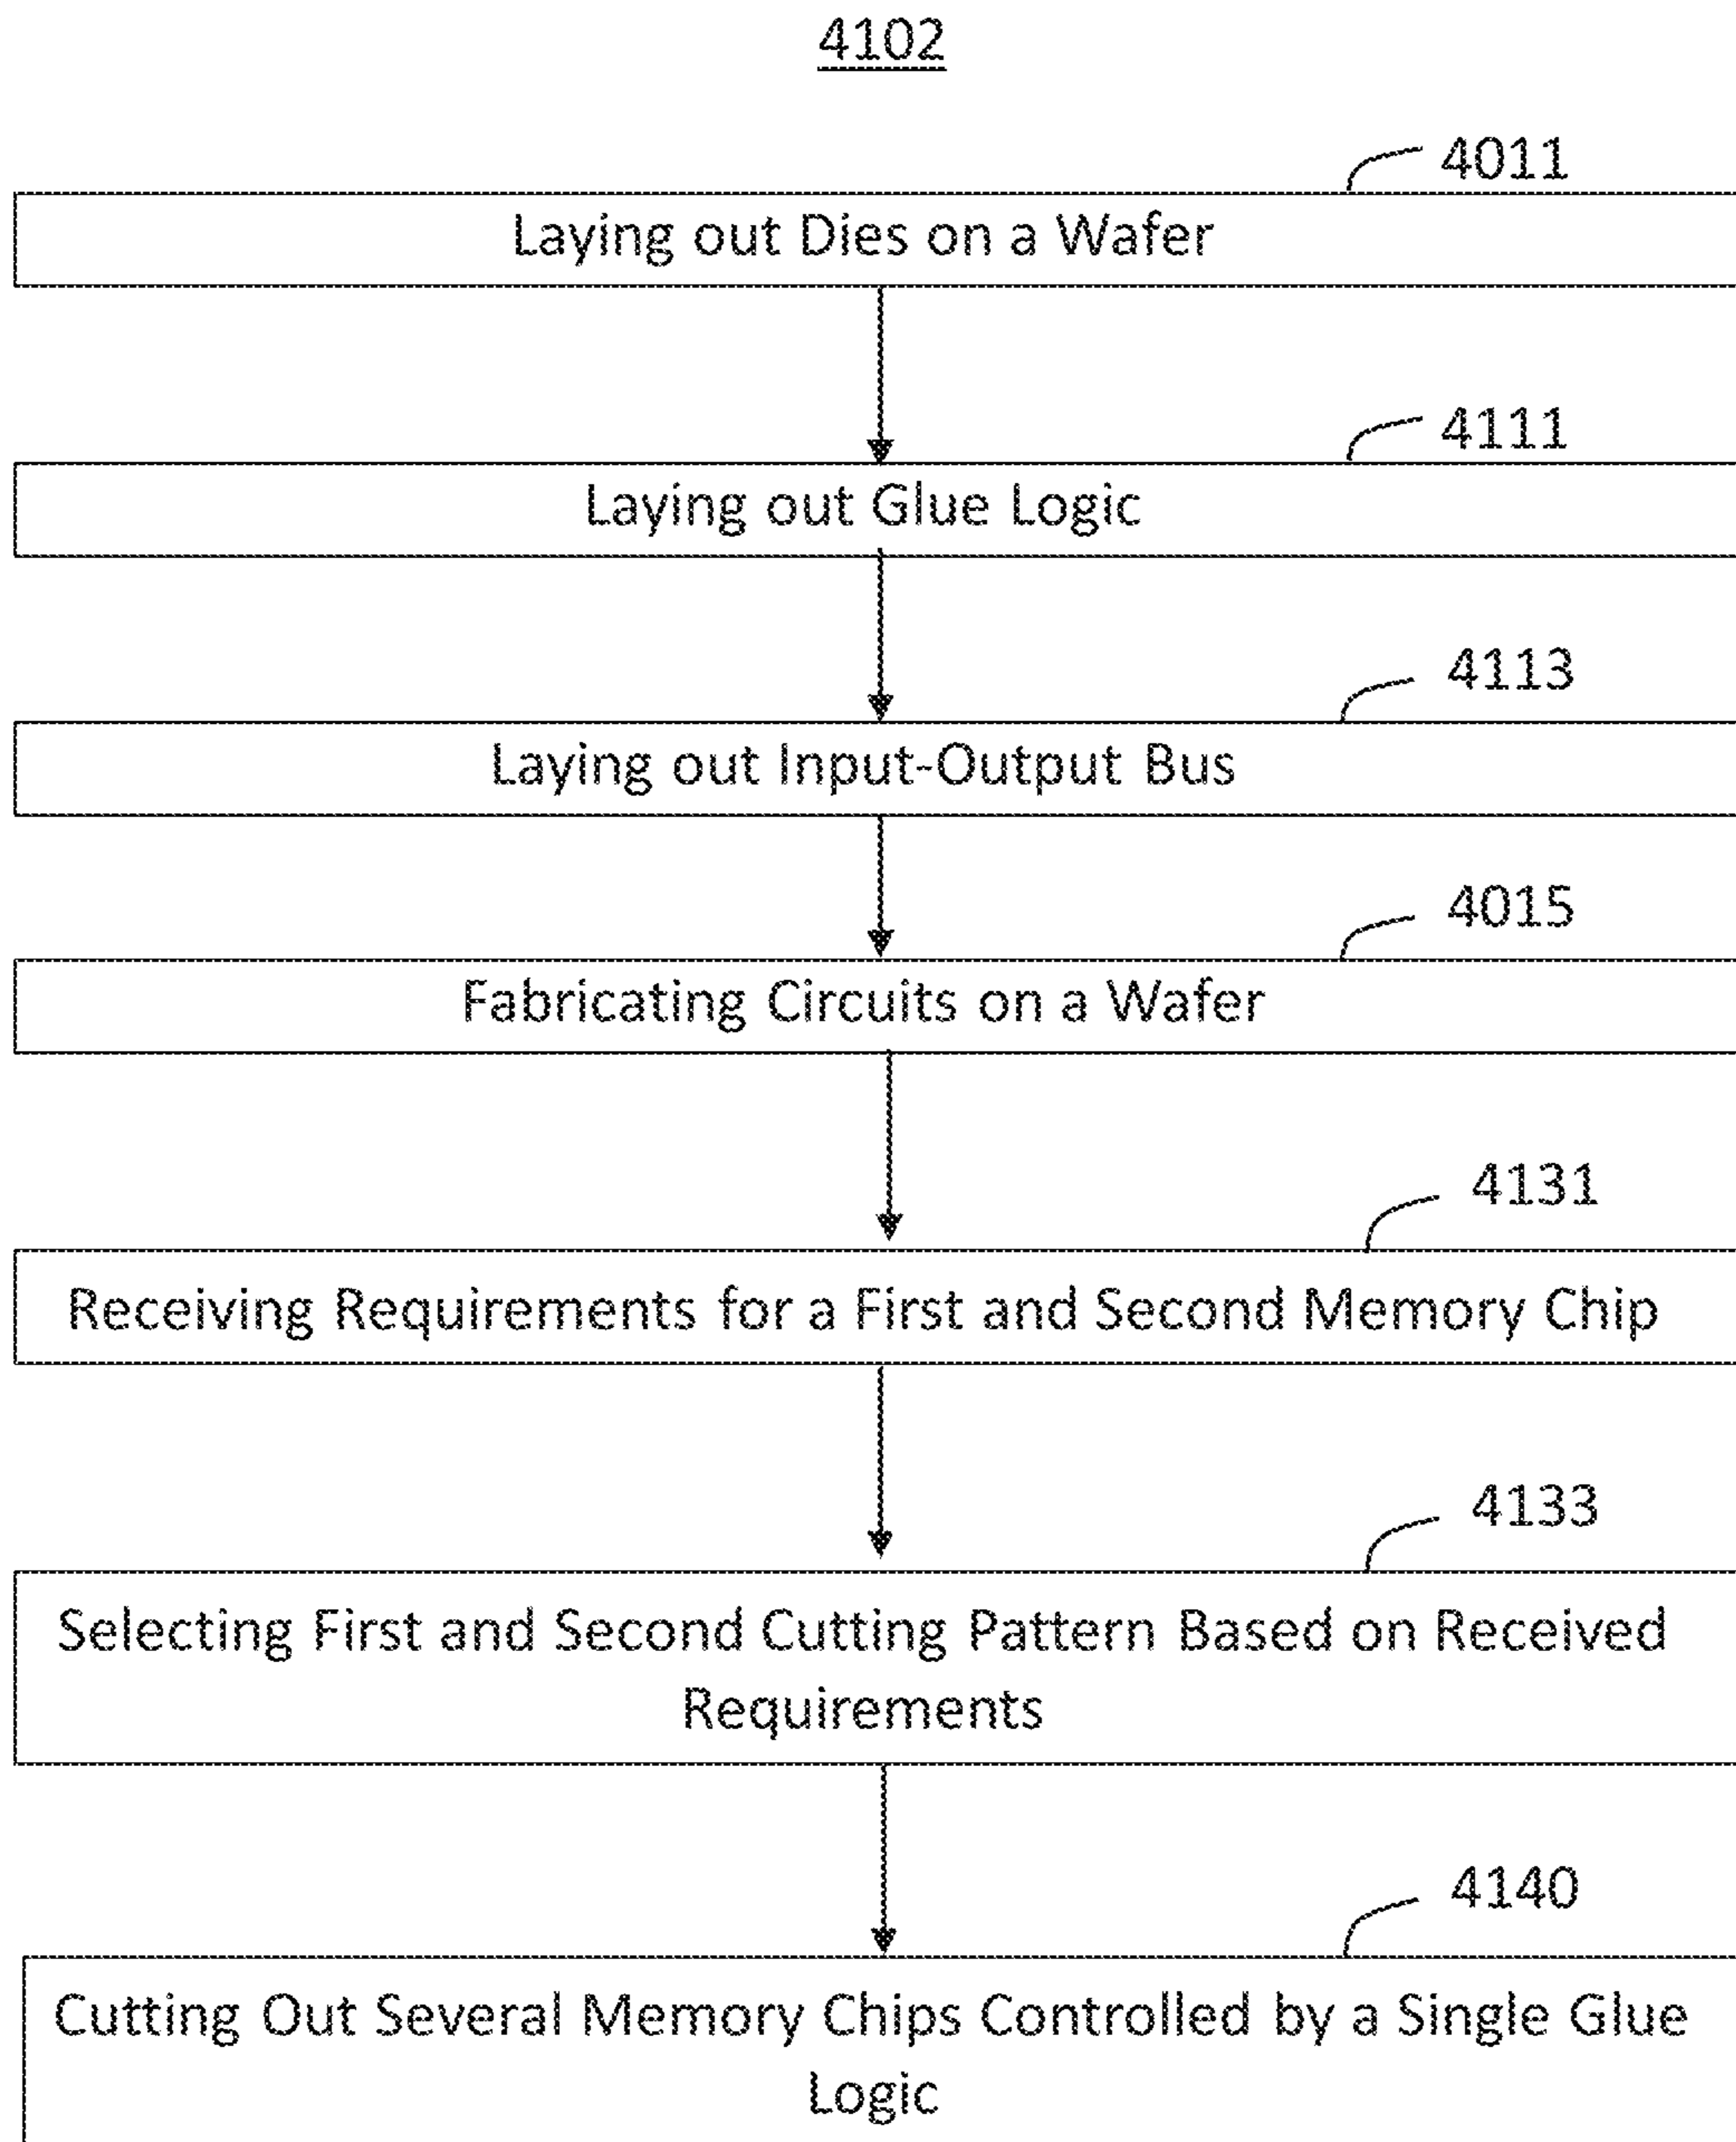 4102
4011
Laying out Dies on a Wafer
4111
Laying out Glue Logic
4113
Laying out Input-Output Bus
4015
Fabricating Circuits on a Wafer
4131
Receiving Requirements for a First and Second Memory Chip
4133
Selecting First and Second Cutting Pattern Based on Received
Requirements
4140
Cutting Out Several Memory Chips Controlled by a Single Glue
Logic